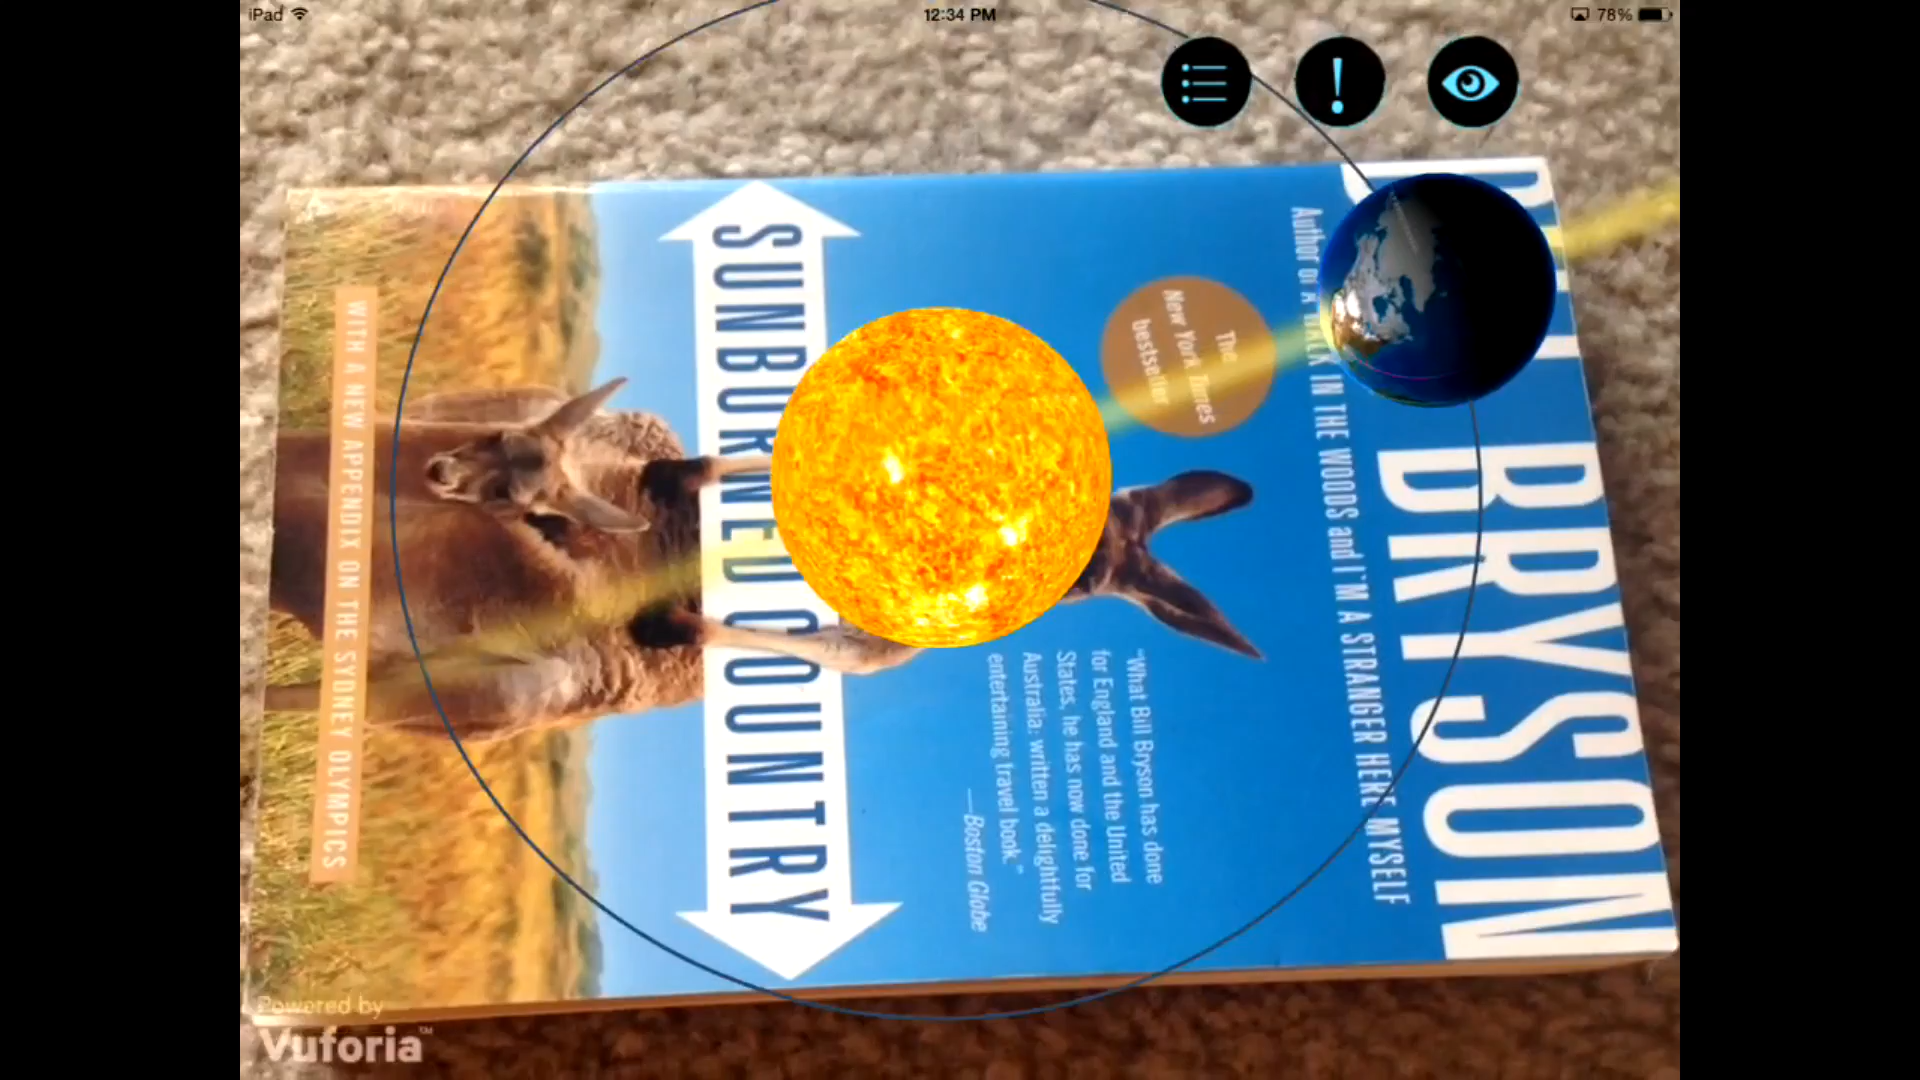 iPad
12:34 PM
78%
BRYSON
Author of A WALK IN THE WOODS and I'M A STRANGER HERE MYSELF
The
New York Times
bestseller
"What Bill Bryson has done
for England and the United
States, he has now done for
Australia: written a delightfully
entertaining travel book."
—Boston Globe
SUNBURNED COUNTRY
WITH A NEW APPENDIX ON THE SYDNEY OLYMPICS
Powered by
Vuforia™